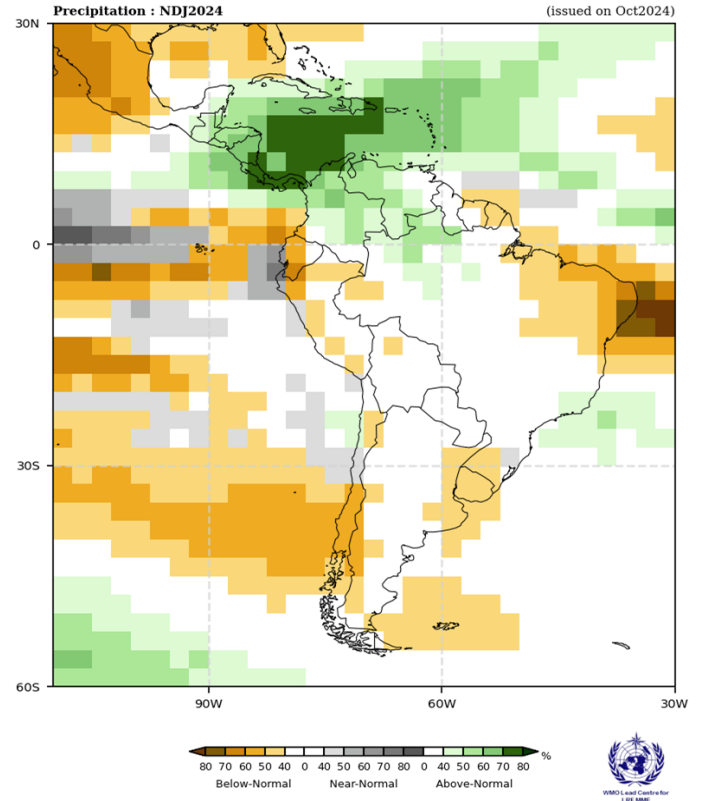 Precipitation : NDJ2024 (issued on Oct2024)
30N
0
30S
60S
90W 60W 30W
80 70 60 50 40 0 40 50 60 70 80 0 40 50 60 70 80 %
Below-Normal Near-Normal Above-Normal
WMO Lead Centre for
LRFMME